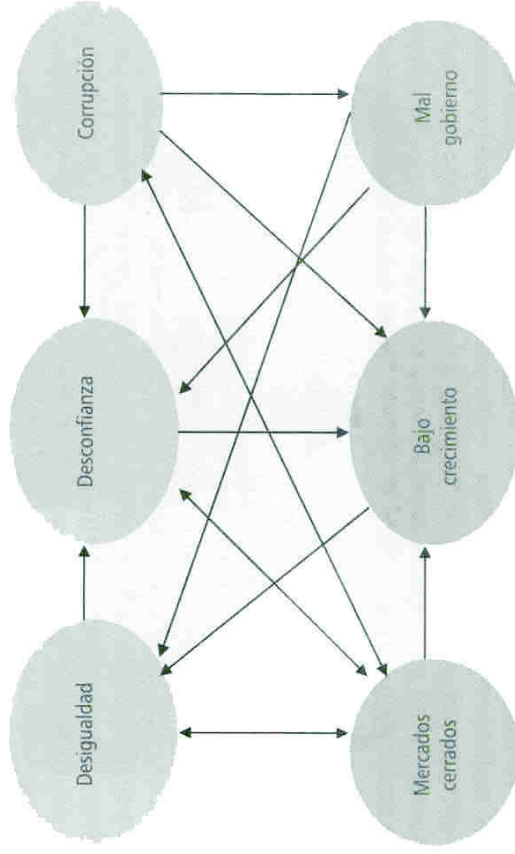 Desigualdad
Desconfianza
Corrupción
Mercados
cerrados
Bajo
crecimiento
Mal
gobierno